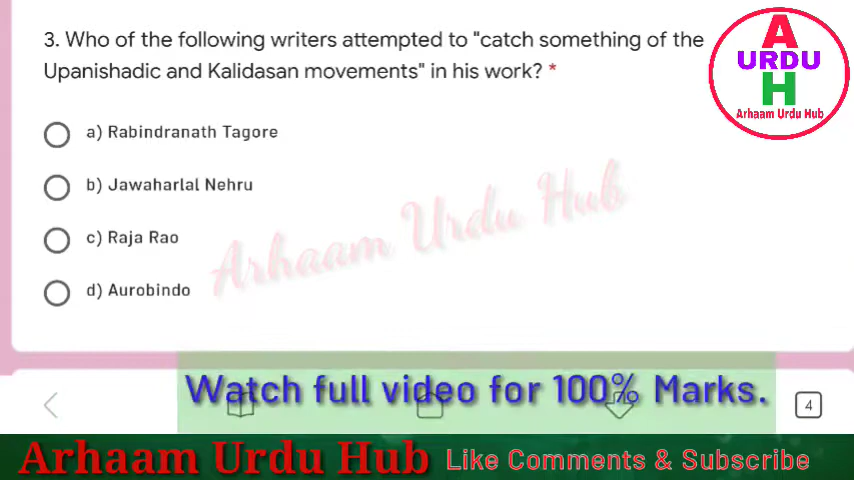 3. Who of the following writers attempted to "catch something of the
Upanishadic and Kalidasan movements" in his work? *
a) Rabindranath Tagore
b) Jawaharlal Nehru
c) Raja Rao
d) Aurobindo
A
URDU
H
Arhaam Urdu Hub
Arhaam Urdu Hub
Watch full video for 100% Marks.
4
Arhaam Urdu Hub Like Comments & Subscribe